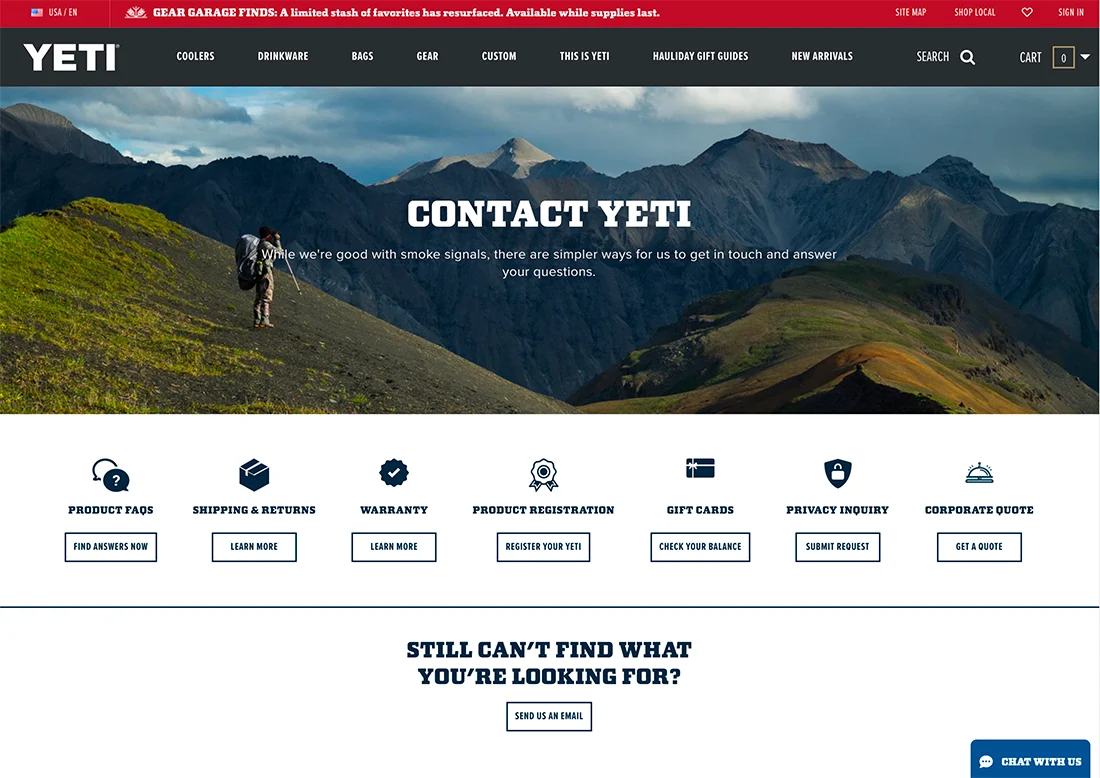 USA / EN
GEAR GARAGE FINDS: A limited stash of favorites has resurfaced. Available while supplies last.
SITE MAP
SHOP LOCAL
SIGN IN
YETI
COOLERS
DRINKWARE
BAGS
GEAR
CUSTOM
THIS IS YETI
HAULIDAY GIFT GUIDES
NEW ARRIVALS
SEARCH
CART
0
CONTACT YETI
While we're good with smoke signals, there are simpler ways for us to get in touch and answer
your questions.
PRODUCT FAQS
SHIPPING & RETURNS
WARRANTY
PRODUCT REGISTRATION
GIFT CARDS
PRIVACY INQUIRY
CORPORATE QUOTE
FIND ANSWERS NOW
LEARN MORE
LEARN MORE
REGISTER YOUR YETI
CHECK YOUR BALANCE
SUBMIT REQUEST
GET A QUOTE
STILL CAN'T FIND WHAT
YOU'RE LOOKING FOR?
SEND US AN EMAIL
CHAT WITH US